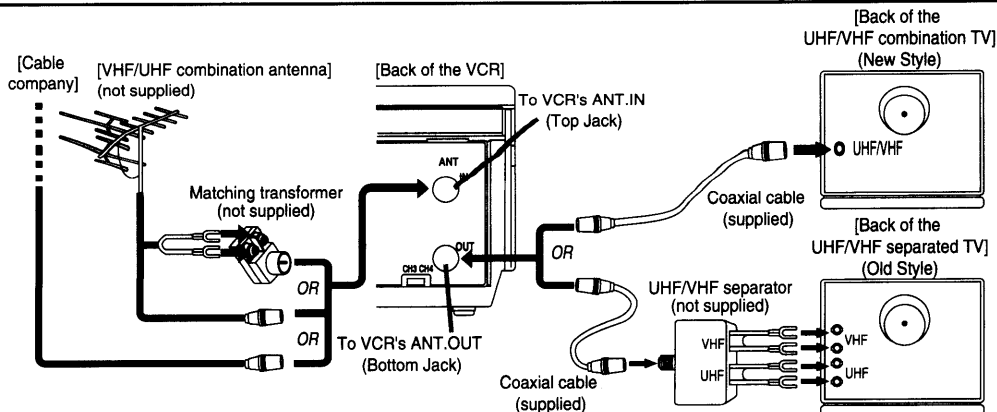 [Cable
company]
[VHF/UHF combination antenna]
(not supplied)
[Back of the VCR]
To VCR's ANT.IN
(Top Jack)
[Back of the
UHF/VHF combination TV]
(New Style)
ANT
IN
UHF/VHF
Matching transformer
(not supplied)
Coaxial cable
(supplied)
OUT
CH3 CH4
OR
OR
OR
To VCR's ANT.OUT
(Bottom Jack)
UHF/VHF separator
(not supplied)
[Back of the
UHF/VHF separated TV]
(Old Style)
VHF
UHF
VHF
UHF
Coaxial cable
(supplied)